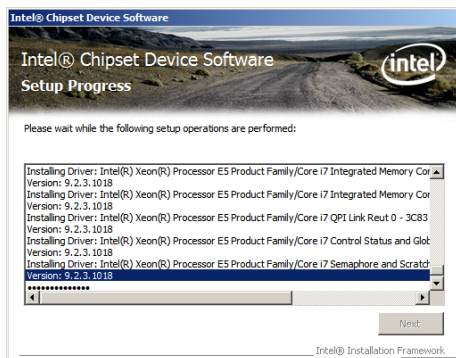 Intel® Chipset Device Software
Intel® Chipset Device Software
intel
Setup Progress
Please wait while the following setup operations are performed:
Installing Driver: Intel(R) Xeon(R) Processor E5 Product Family/Core i7 Integrated Memory Cor
Version: 9.2.3.1018
Installing Driver: Intel(R) Xeon(R) Processor E5 Product Family/Core i7 Integrated Memory Cor
Version: 9.2.3.1018
Installing Driver: Intel(R) Xeon(R) Processor E5 Product Family/Core i7 QPI Link Reut 0 - 3C83
Version: 9.2.3.1018
Installing Driver: Intel(R) Xeon(R) Processor E5 Product Family/Core i7 Control Status and Glob
Version: 9.2.3.1018
Installing Driver: Intel(R) Xeon(R) Processor E5 Product Family/Core i7 Semaphore and Scratch
Version: 9.2.3.1018
••••••••••••••
Next
Intel® Installation Framework